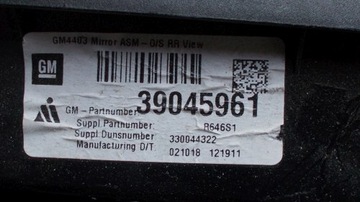 GM4403 Mirror ASM - O/S RR View
GM
GM - Partnumber 39045961
Suppl Partnumber R646S1
Suppl Dunsnumber 330044322
Manufacturing D/T 021018 121911